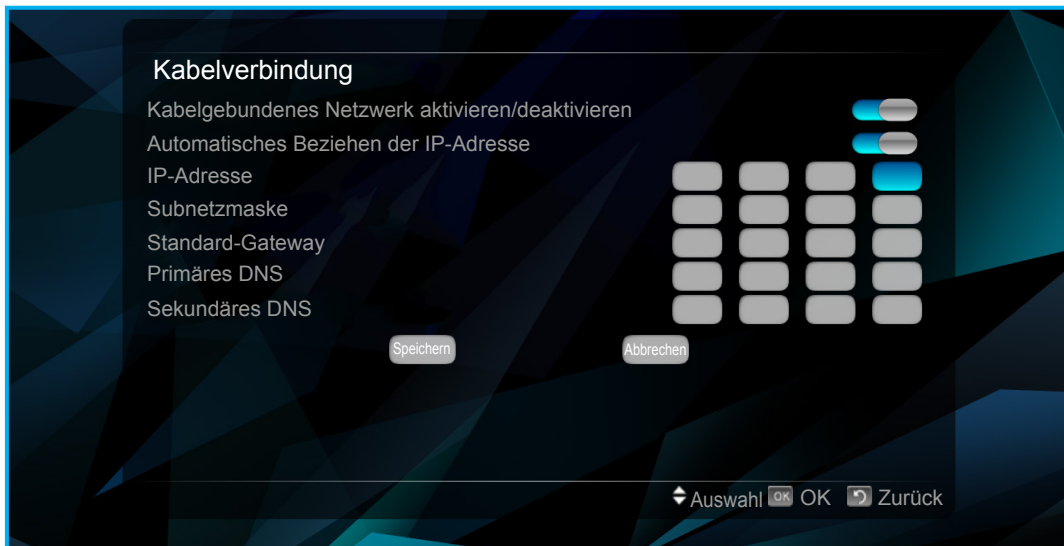 Kabelverbindung
Kabelgebundenes Netzwerk aktivieren/deaktivieren
Automatisches Beziehen der IP-Adresse
IP-Adresse
Subnetzmaske
Standard-Gateway
Primäres DNS
Sekundäres DNS
Speichern Abbrechen
Auswahl OK OK Zurück